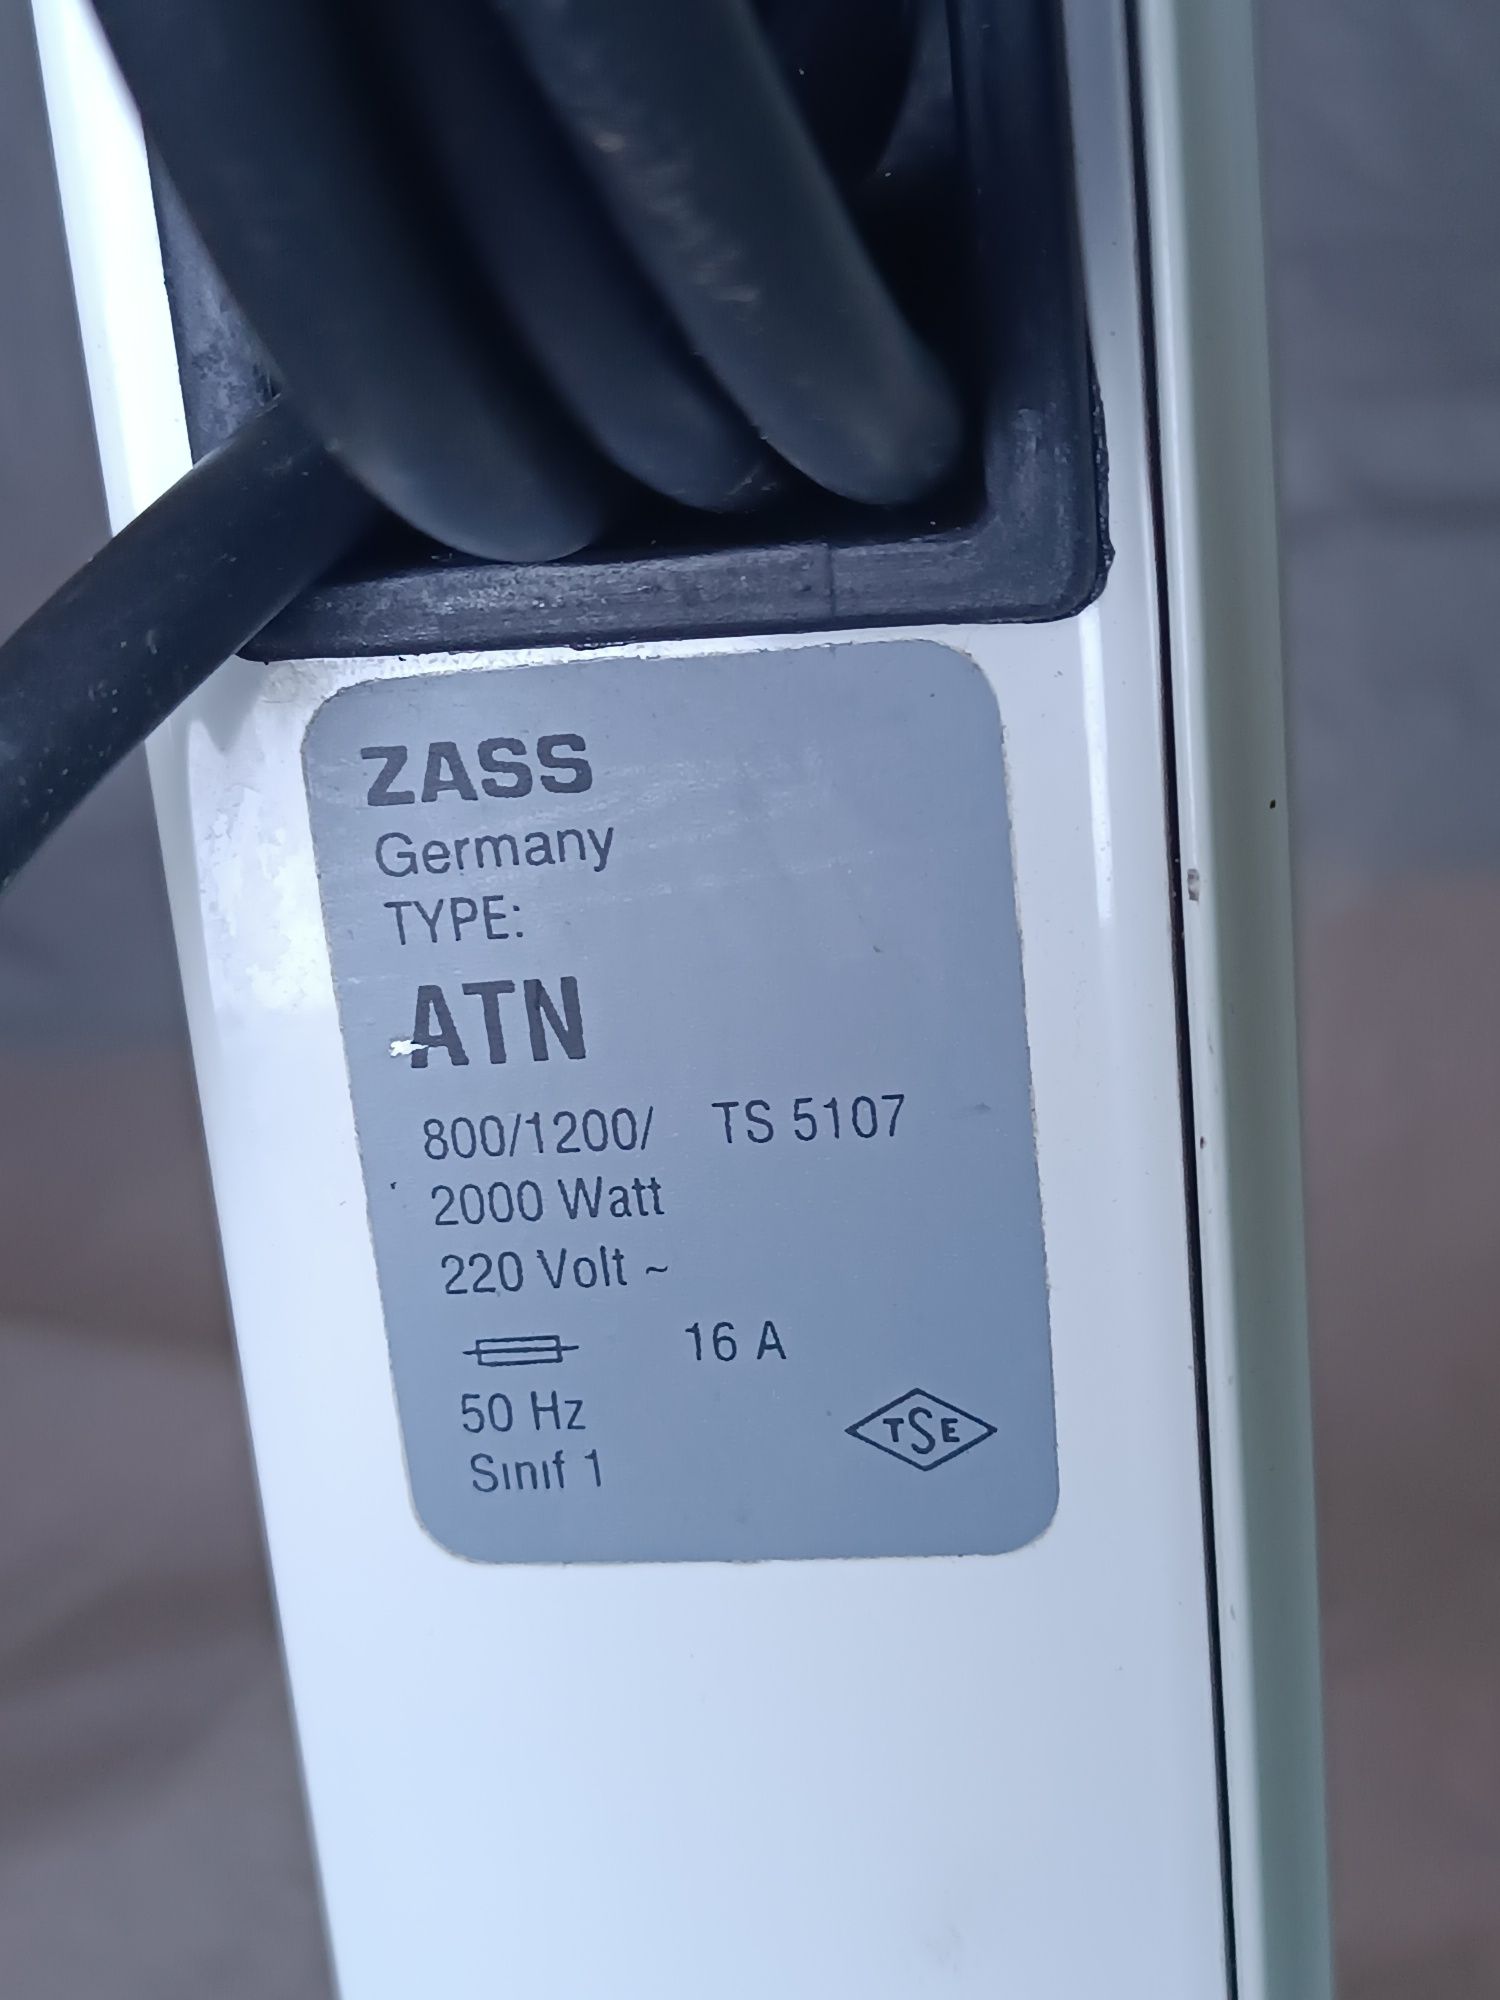 ZASS
Germany
TYPE:
ATN
800/1200/ TS 5107
2000 Watt
220 Volt ~
16 A
50 Hz
Sınıf 1
TSE